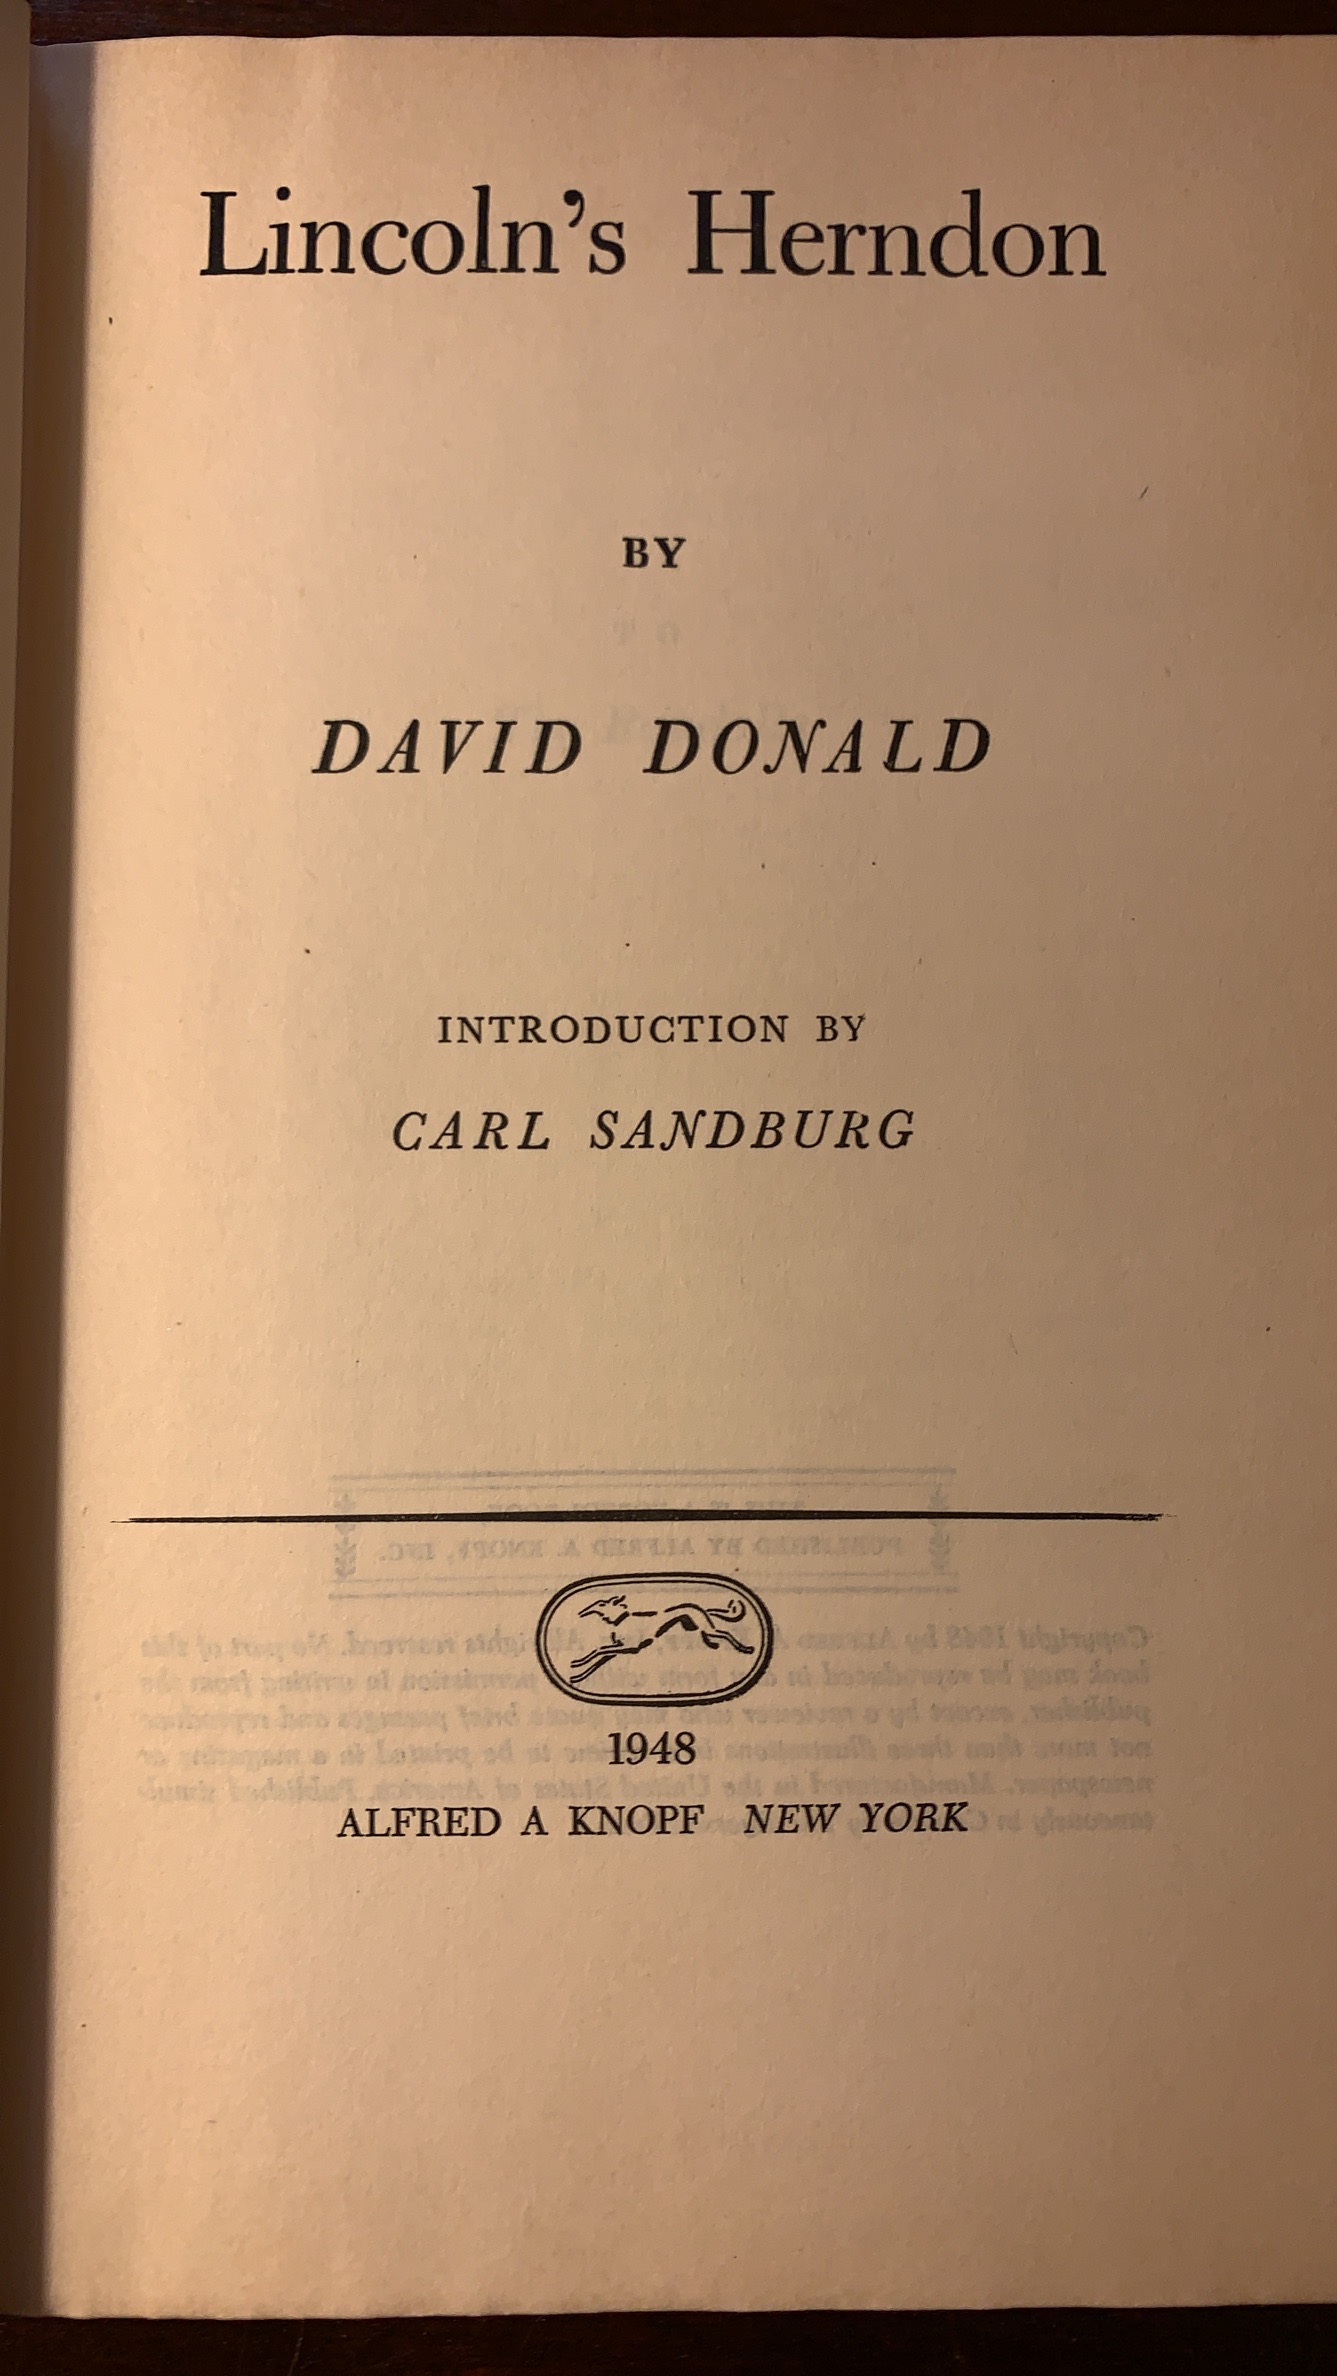 Lincoln's Herndon
BY
DAVID DONALD
INTRODUCTION BY
CARL SANDBURG
1948
ALFRED A KNOPF NEW YORK